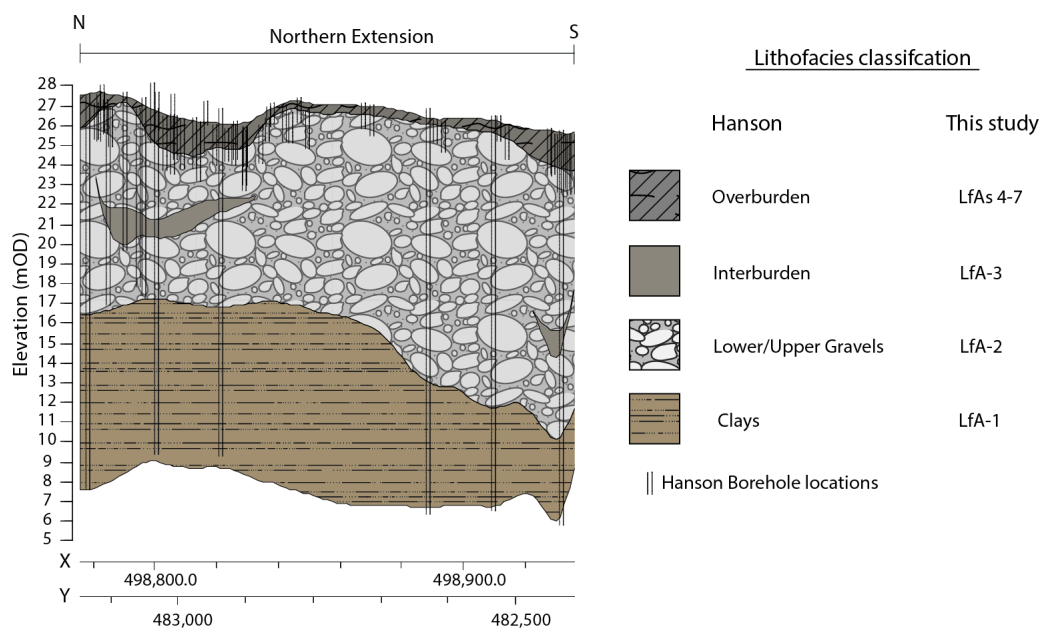 N
Northern Extension
S
Lithofacies classifcation
Hanson
This study
Overburden
LfAs 4-7
Interburden
LfA-3
Lower/Upper Gravels
LfA-2
Clays
LfA-1
Hanson Borehole locations
Elevation (mOD)
28
27
26
25
24
23
22
21
20
19
18
17
16
15
14
13
12
11
10
9
8
7
6
5
X
498,800.0
498,900.0
Y
483,000
482,500